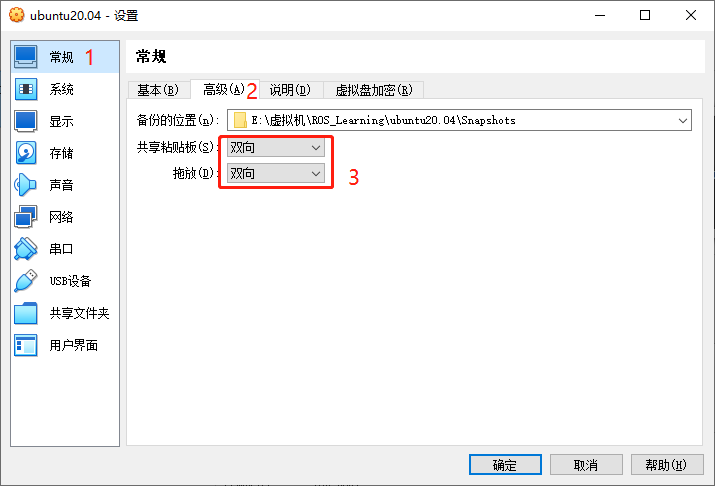 ubuntu20.04 - 设置
常规 1
系统
显示
存储
声音
网络
串口
USB设备
共享文件夹
用户界面
常规
基本(B) 高级(A) 2 说明(D) 虚拟盘加密(R)
备份的位置(n): E:\虚拟机\ROS_Learning\ubuntu20.04\Snapshots
共享粘贴板(S): 双向
拖放(D): 双向
3
确定 取消 帮助(H)